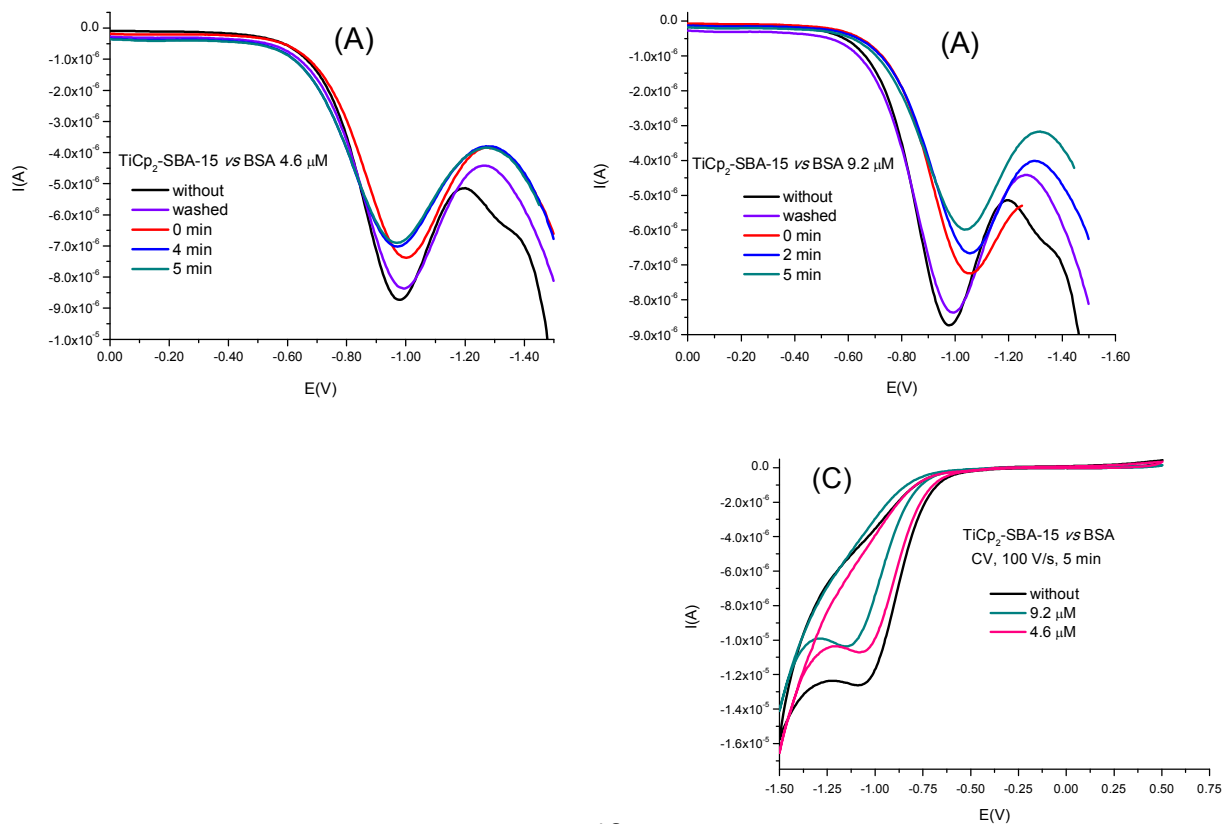 (A)
0.0
-1.0x10⁻⁶
-2.0x10⁻⁶
-3.0x10⁻⁶
-4.0x10⁻⁶
-5.0x10⁻⁶
-6.0x10⁻⁶
-7.0x10⁻⁶
-8.0x10⁻⁶
-9.0x10⁻⁶
-1.0x10⁻⁵
I(A)
TiCp₂-SBA-15 vs BSA 4.6 μM
without
washed
0 min
4 min
5 min
0.00 -0.20 -0.40 -0.60 -0.80 -1.00 -1.20 -1.40
E(V)
(A)
0.0
-1.0x10⁻⁶
-2.0x10⁻⁶
-3.0x10⁻⁶
-4.0x10⁻⁶
-5.0x10⁻⁶
-6.0x10⁻⁶
-7.0x10⁻⁶
-8.0x10⁻⁶
-9.0x10⁻⁶
I(A)
TiCp₂-SBA-15 vs BSA 9.2 μM
without
washed
0 min
2 min
5 min
0.00 -0.20 -0.40 -0.60 -0.80 -1.00 -1.20 -1.40 -1.60
E(V)
(C)
0.0
-2.0x10⁻⁶
-4.0x10⁻⁶
-6.0x10⁻⁶
-8.0x10⁻⁶
-1.0x10⁻⁵
-1.2x10⁻⁵
-1.4x10⁻⁵
-1.6x10⁻⁵
I(A)
TiCp₂-SBA-15 vs BSA
CV, 100 V/s, 5 min
without
9.2 μM
4.6 μM
-1.50 -1.25 -1.00 -0.75 -0.50 -0.25 0.00 0.25 0.50 0.75
E(V)